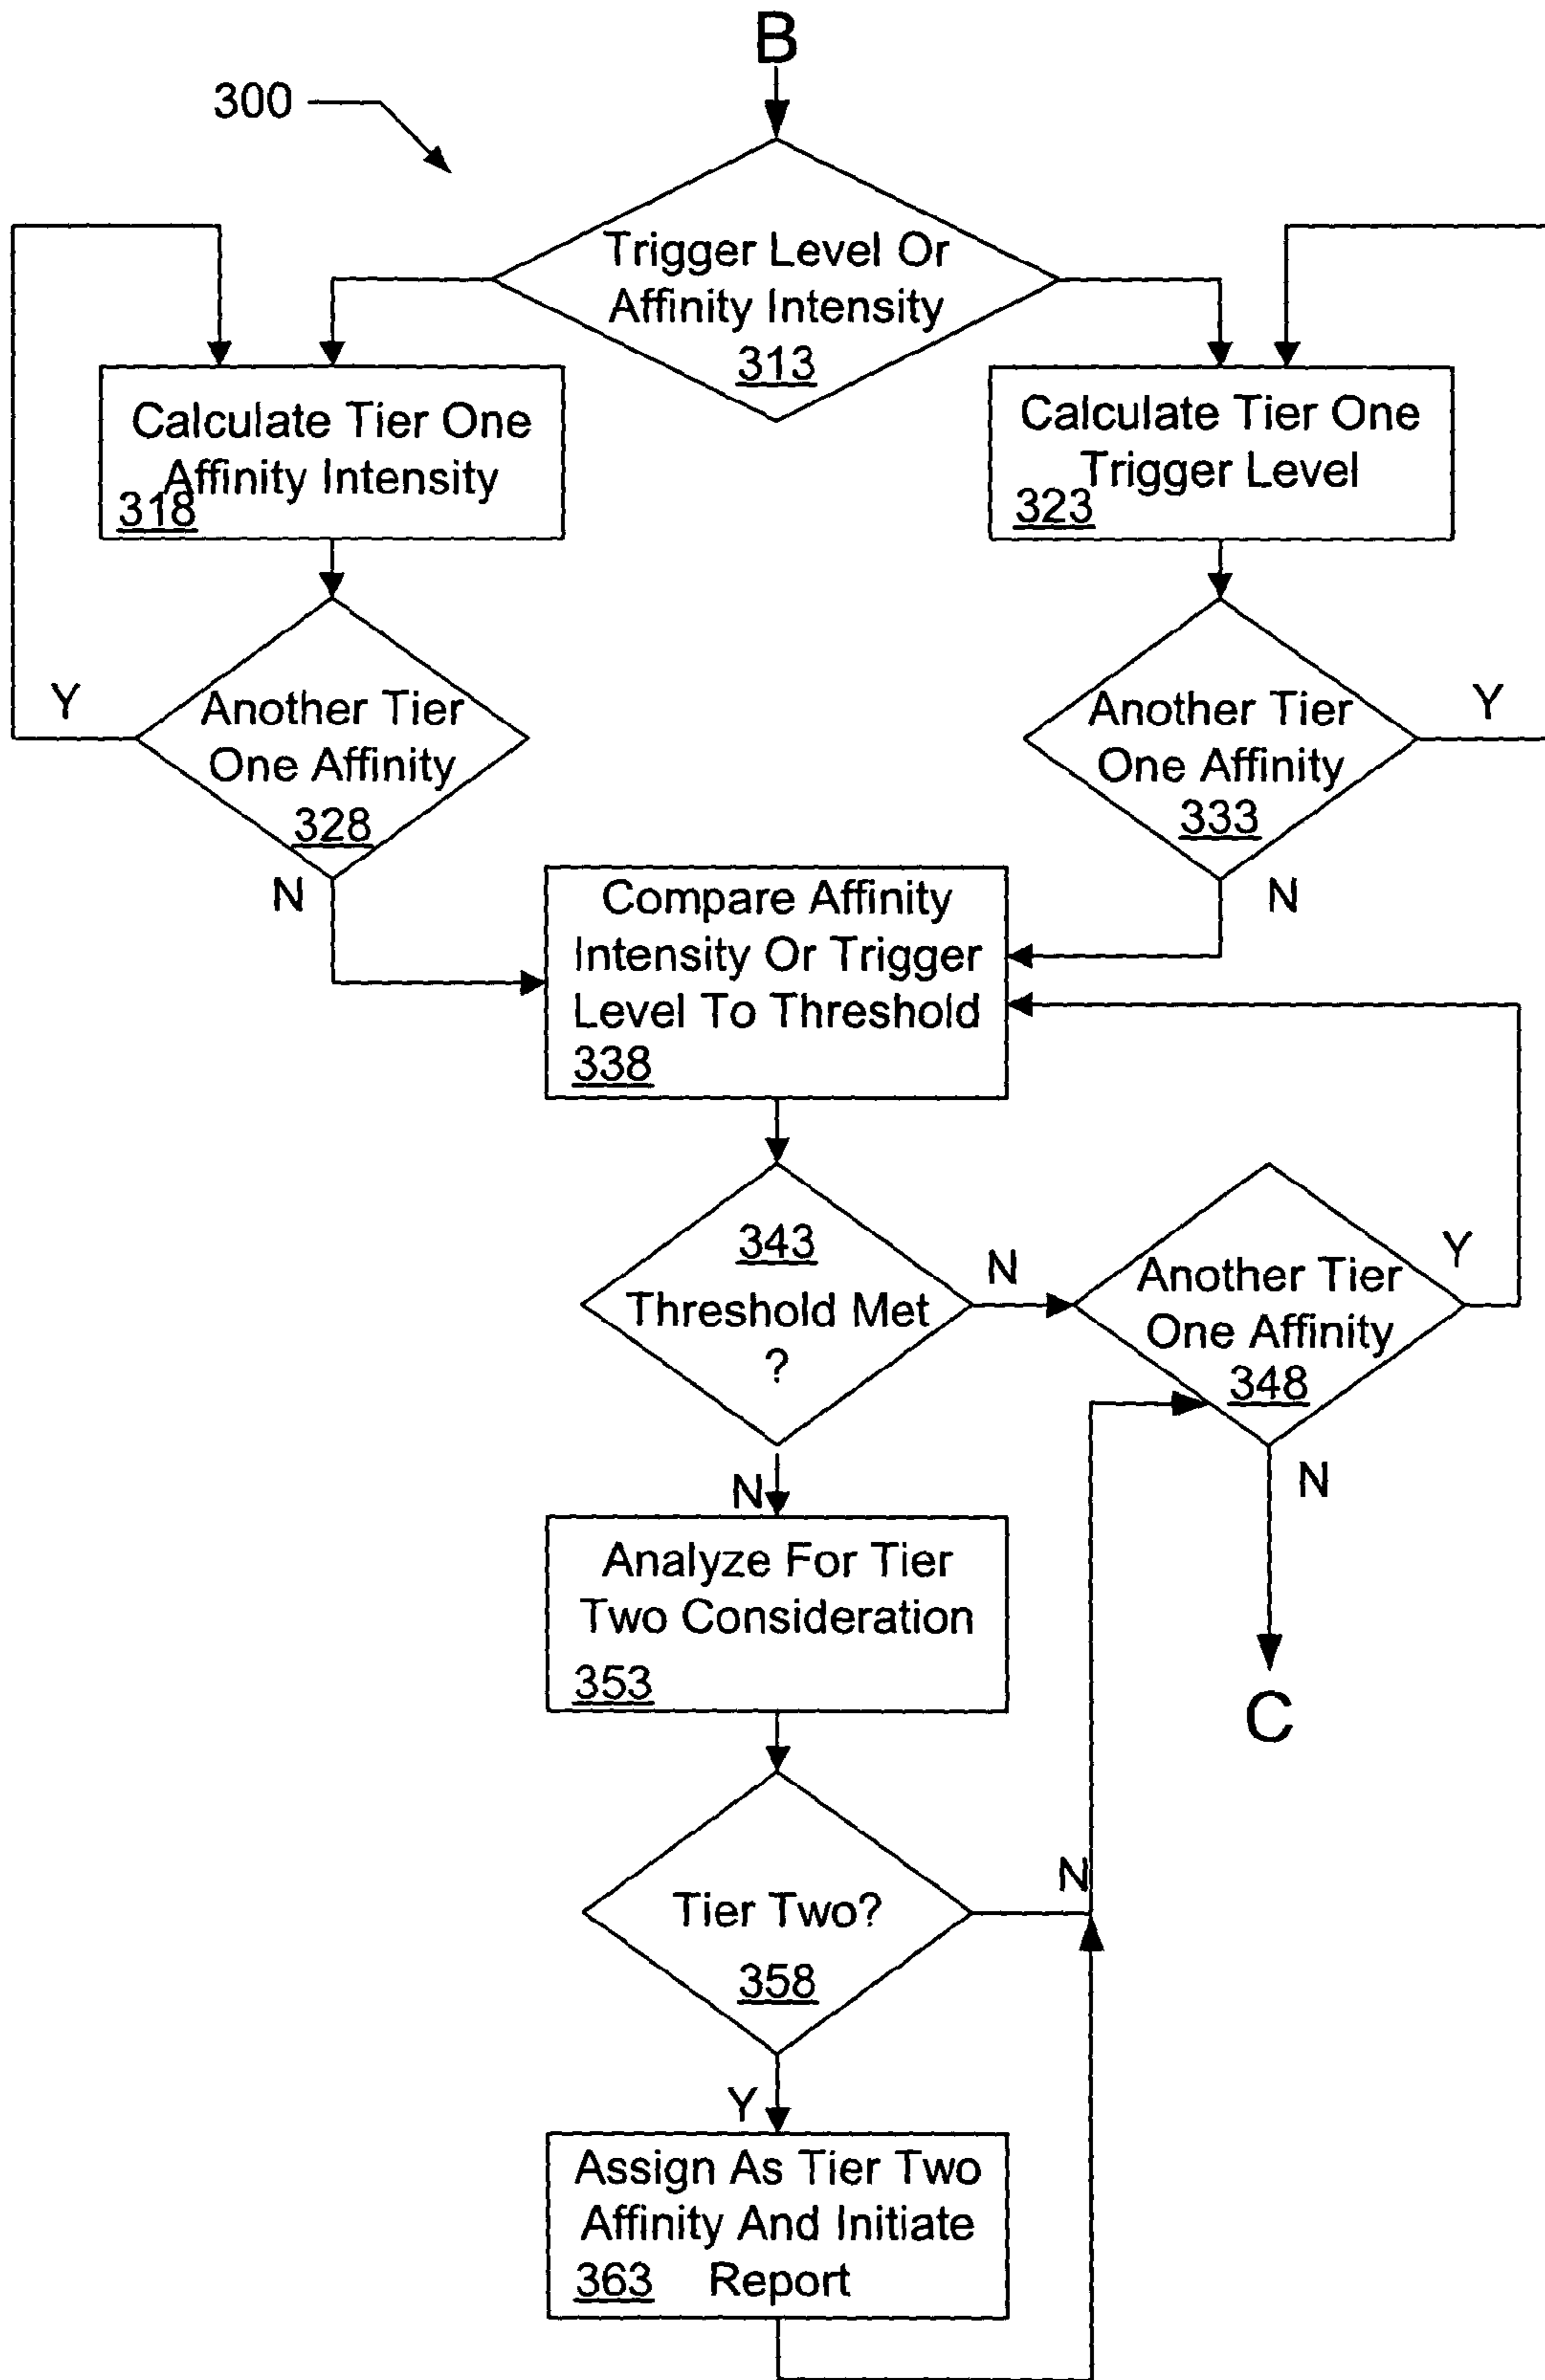 B
300
Trigger Level Or
Affinity Intensity
313
Calculate Tier One
Affinity Intensity
318
Calculate Tier One
Trigger Level
323
Y
Another Tier
One Affinity
328
N
Another Tier
One Affinity
333
Y
N
Compare Affinity
Intensity Or Trigger
Level To Threshold
338
343
Threshold Met
?
N
Another Tier
One Affinity
348
Y
N
C
N
Analyze For Tier
Two Consideration
353
Tier Two?
358
N
Y
Assign As Tier Two
Affinity And Initiate
363 Report